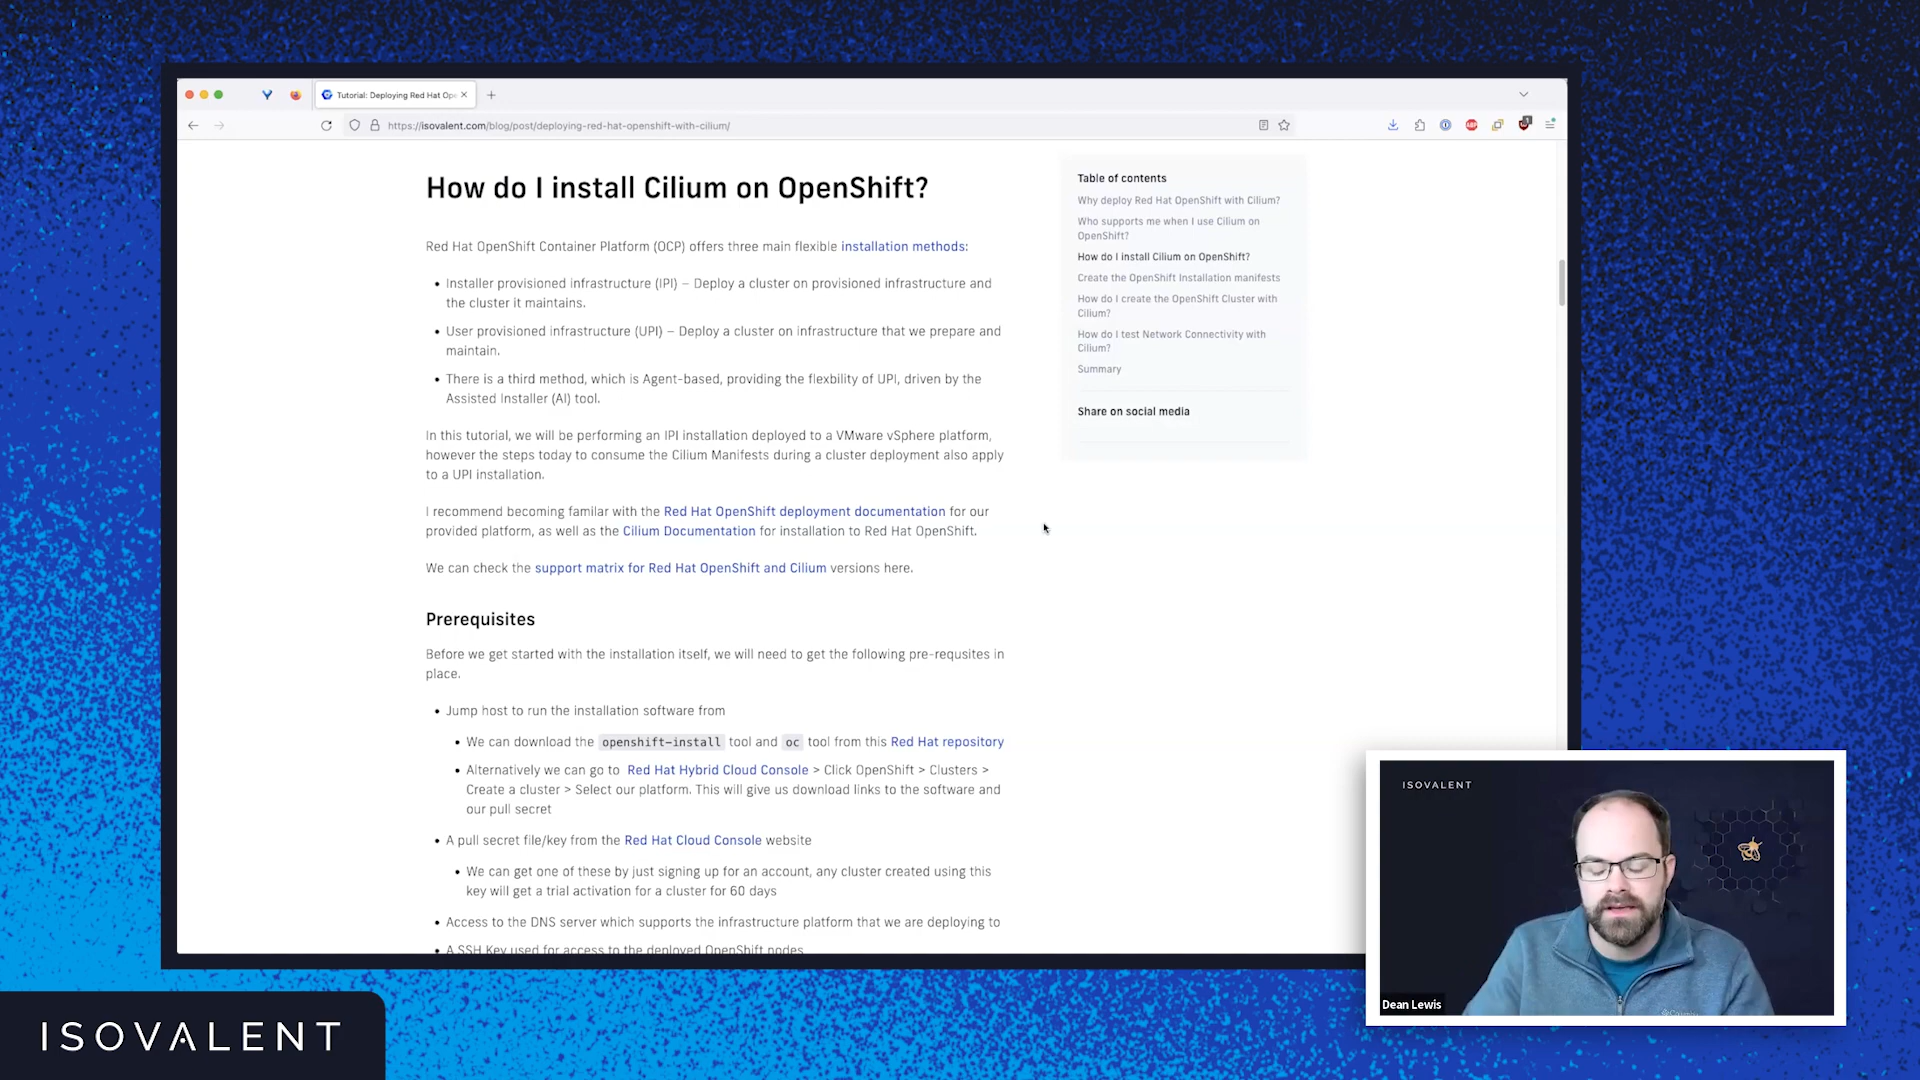 Tutorial: Deploying Red Hat Ope
https://isovalent.com/blog/post/deploying-red-hat-openshift-with-cilium/
How do I install Cilium on OpenShift?
Red Hat OpenShift Container Platform (OCP) offers three main flexible installation methods:
• Installer provisioned infrastructure (IPI) – Deploy a cluster on provisioned infrastructure and
the cluster it maintains.
• User provisioned infrastructure (UPI) – Deploy a cluster on infrastructure that we prepare and
maintain.
• There is a third method, which is Agent-based, providing the flexbility of UPI, driven by the
Assisted Installer (AI) tool.
In this tutorial, we will be performing an IPI installation deployed to a VMware vSphere platform,
however the steps today to consume the Cilium Manifests during a cluster deployment also apply
to a UPI installation.
I recommend becoming familar with the Red Hat OpenShift deployment documentation for our
provided platform, as well as the Cilium Documentation for installation to Red Hat OpenShift.
We can check the support matrix for Red Hat OpenShift and Cilium versions here.
Prerequisites
Before we get started with the installation itself, we will need to get the following pre-requsites in
place.
• Jump host to run the installation software from
• We can download the openshift-install tool and oc tool from this Red Hat repository
• Alternatively we can go to Red Hat Hybrid Cloud Console > Click OpenShift > Clusters >
Create a cluster > Select our platform. This will give us download links to the software and
our pull secret
• A pull secret file/key from the Red Hat Cloud Console website
• We can get one of these by just signing up for an account, any cluster created using this
key will get a trial activation for a cluster for 60 days
• Access to the DNS server which supports the infrastructure platform that we are deploying to
• A SSH Key used for access to the deployed OpenShift nodes
Table of contents
Why deploy Red Hat OpenShift with Cilium?
Who supports me when I use Cilium on
OpenShift?
How do I install Cilium on OpenShift?
Create the OpenShift Installation manifests
How do I create the OpenShift Cluster with
Cilium?
How do I test Network Connectivity with
Cilium?
Summary
Share on social media
ISOVALENT
Dean Lewis
ISOVALENT